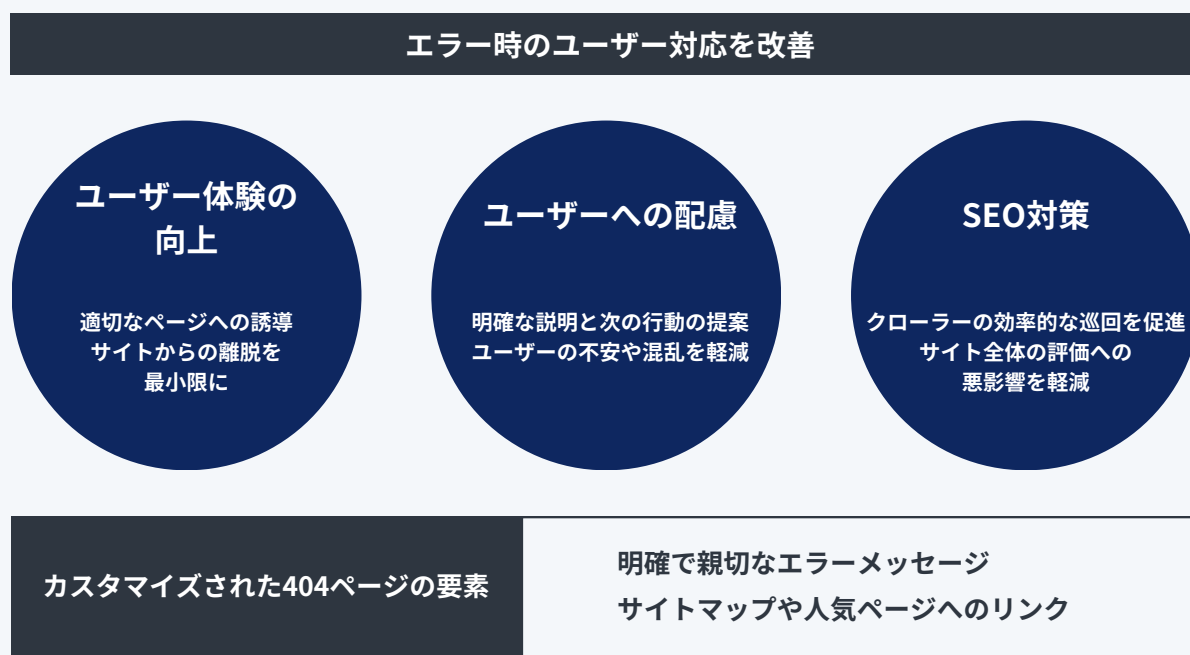 エラー時のユーザー対応を改善
ユーザー体験の
向上
適切なページへの誘導
サイトからの離脱を
最小限に
ユーザーへの配慮
明確な説明と次の行動の提案
ユーザーの不安や混乱を軽減
SEO対策
クローラーの効率的な巡回を促進
サイト全体の評価への
悪影響を軽減
カスタマイズされた404ページの要素
明確で親切なエラーメッセージ
サイトマップや人気ページへのリンク